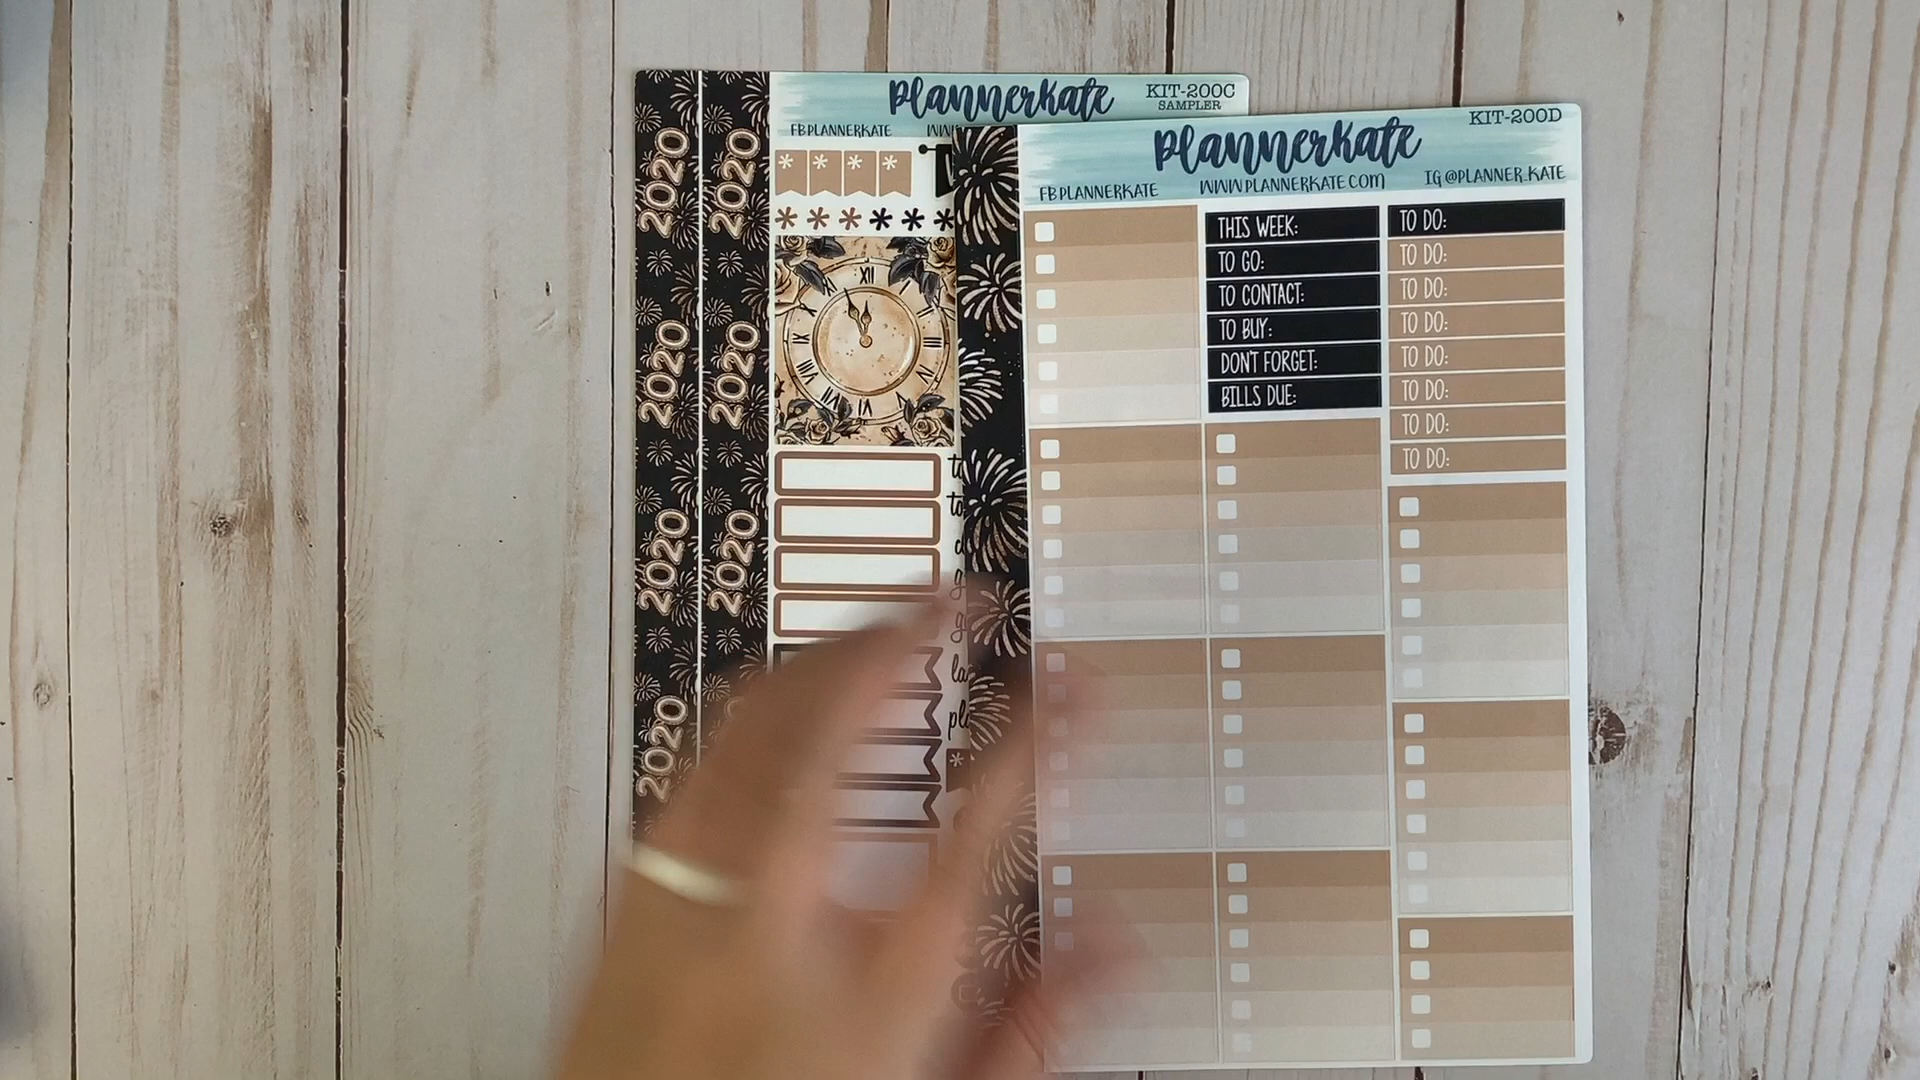 plannerkate
KIT-200C
SAMPLER
FB PLANNERKATE
2020 2020
2020 2020
2020 2020
2020
XII
plannerkate
KIT-200D
FB PLANNERKATE WWW.PLANNERKATE.COM IG @PLANNER_KATE
THIS WEEK:
TO GO:
TO CONTACT:
TO BUY:
DON'T FORGET:
BILLS DUE:
TO DO:
TO DO:
TO DO:
TO DO:
TO DO:
TO DO:
TO DO:
TO DO: